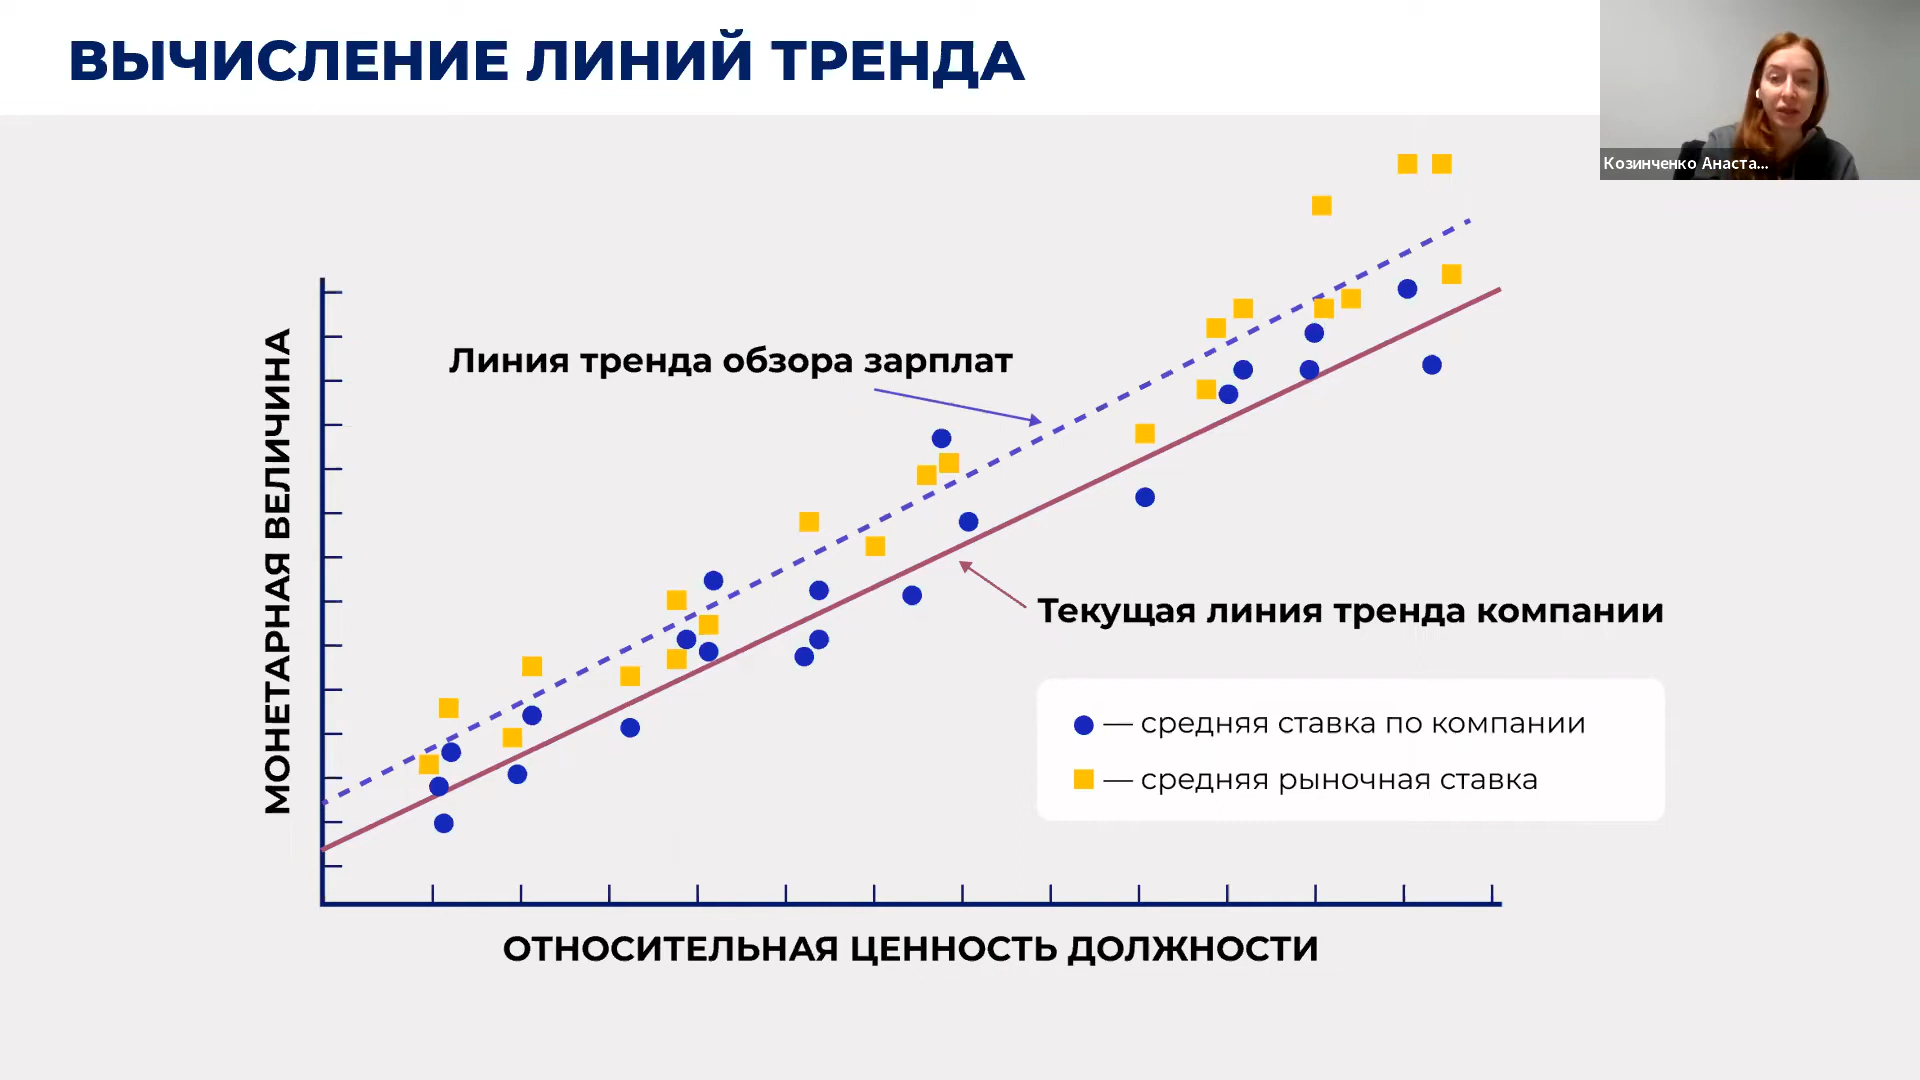 ВЫЧИСЛЕНИЕ ЛИНИЙ ТРЕНДА
Козинченко Анаста...
МОНЕТАРНАЯ ВЕЛИЧИНА
Линия тренда обзора зарплат
Текущая линия тренда компании
— средняя ставка по компании
— средняя рыночная ставка
ОТНОСИТЕЛЬНАЯ ЦЕННОСТЬ ДОЛЖНОСТИ